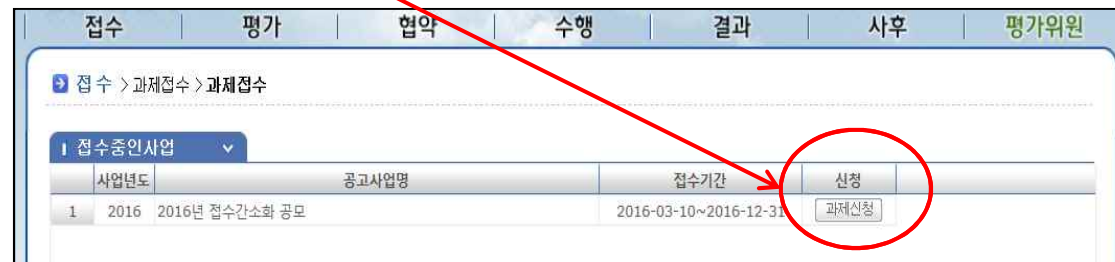 접수 평가 협약 수행 결과 사후 평가위원
접 수 > 과제접수 > 과제접수
접수중인사업
사업년도 공고사업명 접수기간 신청
1 2016 2016년 접수간소화 공모 2016-03-10~2016-12-31 과제신청